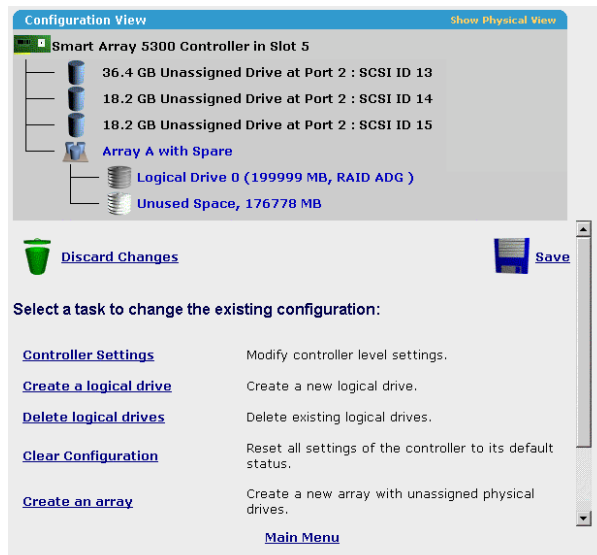 Configuration View Show Physical View
Smart Array 5300 Controller in Slot 5
36.4 GB Unassigned Drive at Port 2 : SCSI ID 13
18.2 GB Unassigned Drive at Port 2 : SCSI ID 14
18.2 GB Unassigned Drive at Port 2 : SCSI ID 15
Array A with Spare
Logical Drive 0 (199999 MB, RAID ADG )
Unused Space, 176778 MB
Discard Changes Save
Select a task to change the existing configuration:
Controller Settings Modify controller level settings.
Create a logical drive Create a new logical drive.
Delete logical drives Delete existing logical drives.
Clear Configuration Reset all settings of the controller to its default
status.
Create an array Create a new array with unassigned physical
drives.
Main Menu